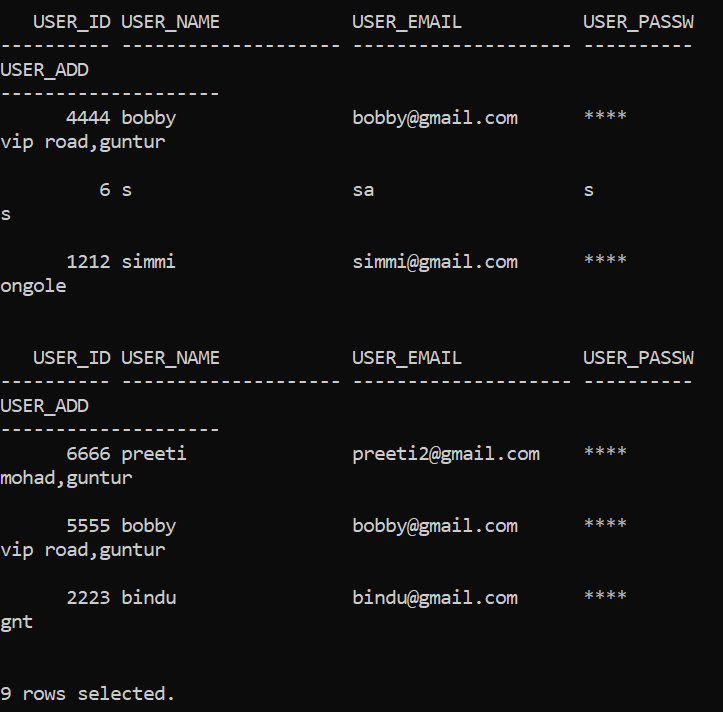 USER_ID USER_NAME            USER_EMAIL           USER_PASSW
---------- -------------------- -------------------- ----------
USER_ADD
--------------------
      4444 bobby                bobby@gmail.com      ****
vip road,guntur

         6 s                    sa                   s
s

      1212 simmi                simmi@gmail.com      ****
ongole


   USER_ID USER_NAME            USER_EMAIL           USER_PASSW
---------- -------------------- -------------------- ----------
USER_ADD
--------------------
      6666 preeti               preeti2@gmail.com    ****
mohad,guntur

      5555 bobby                bobby@gmail.com      ****
vip road,guntur

      2223 bindu                bindu@gmail.com      ****
gnt


9 rows selected.